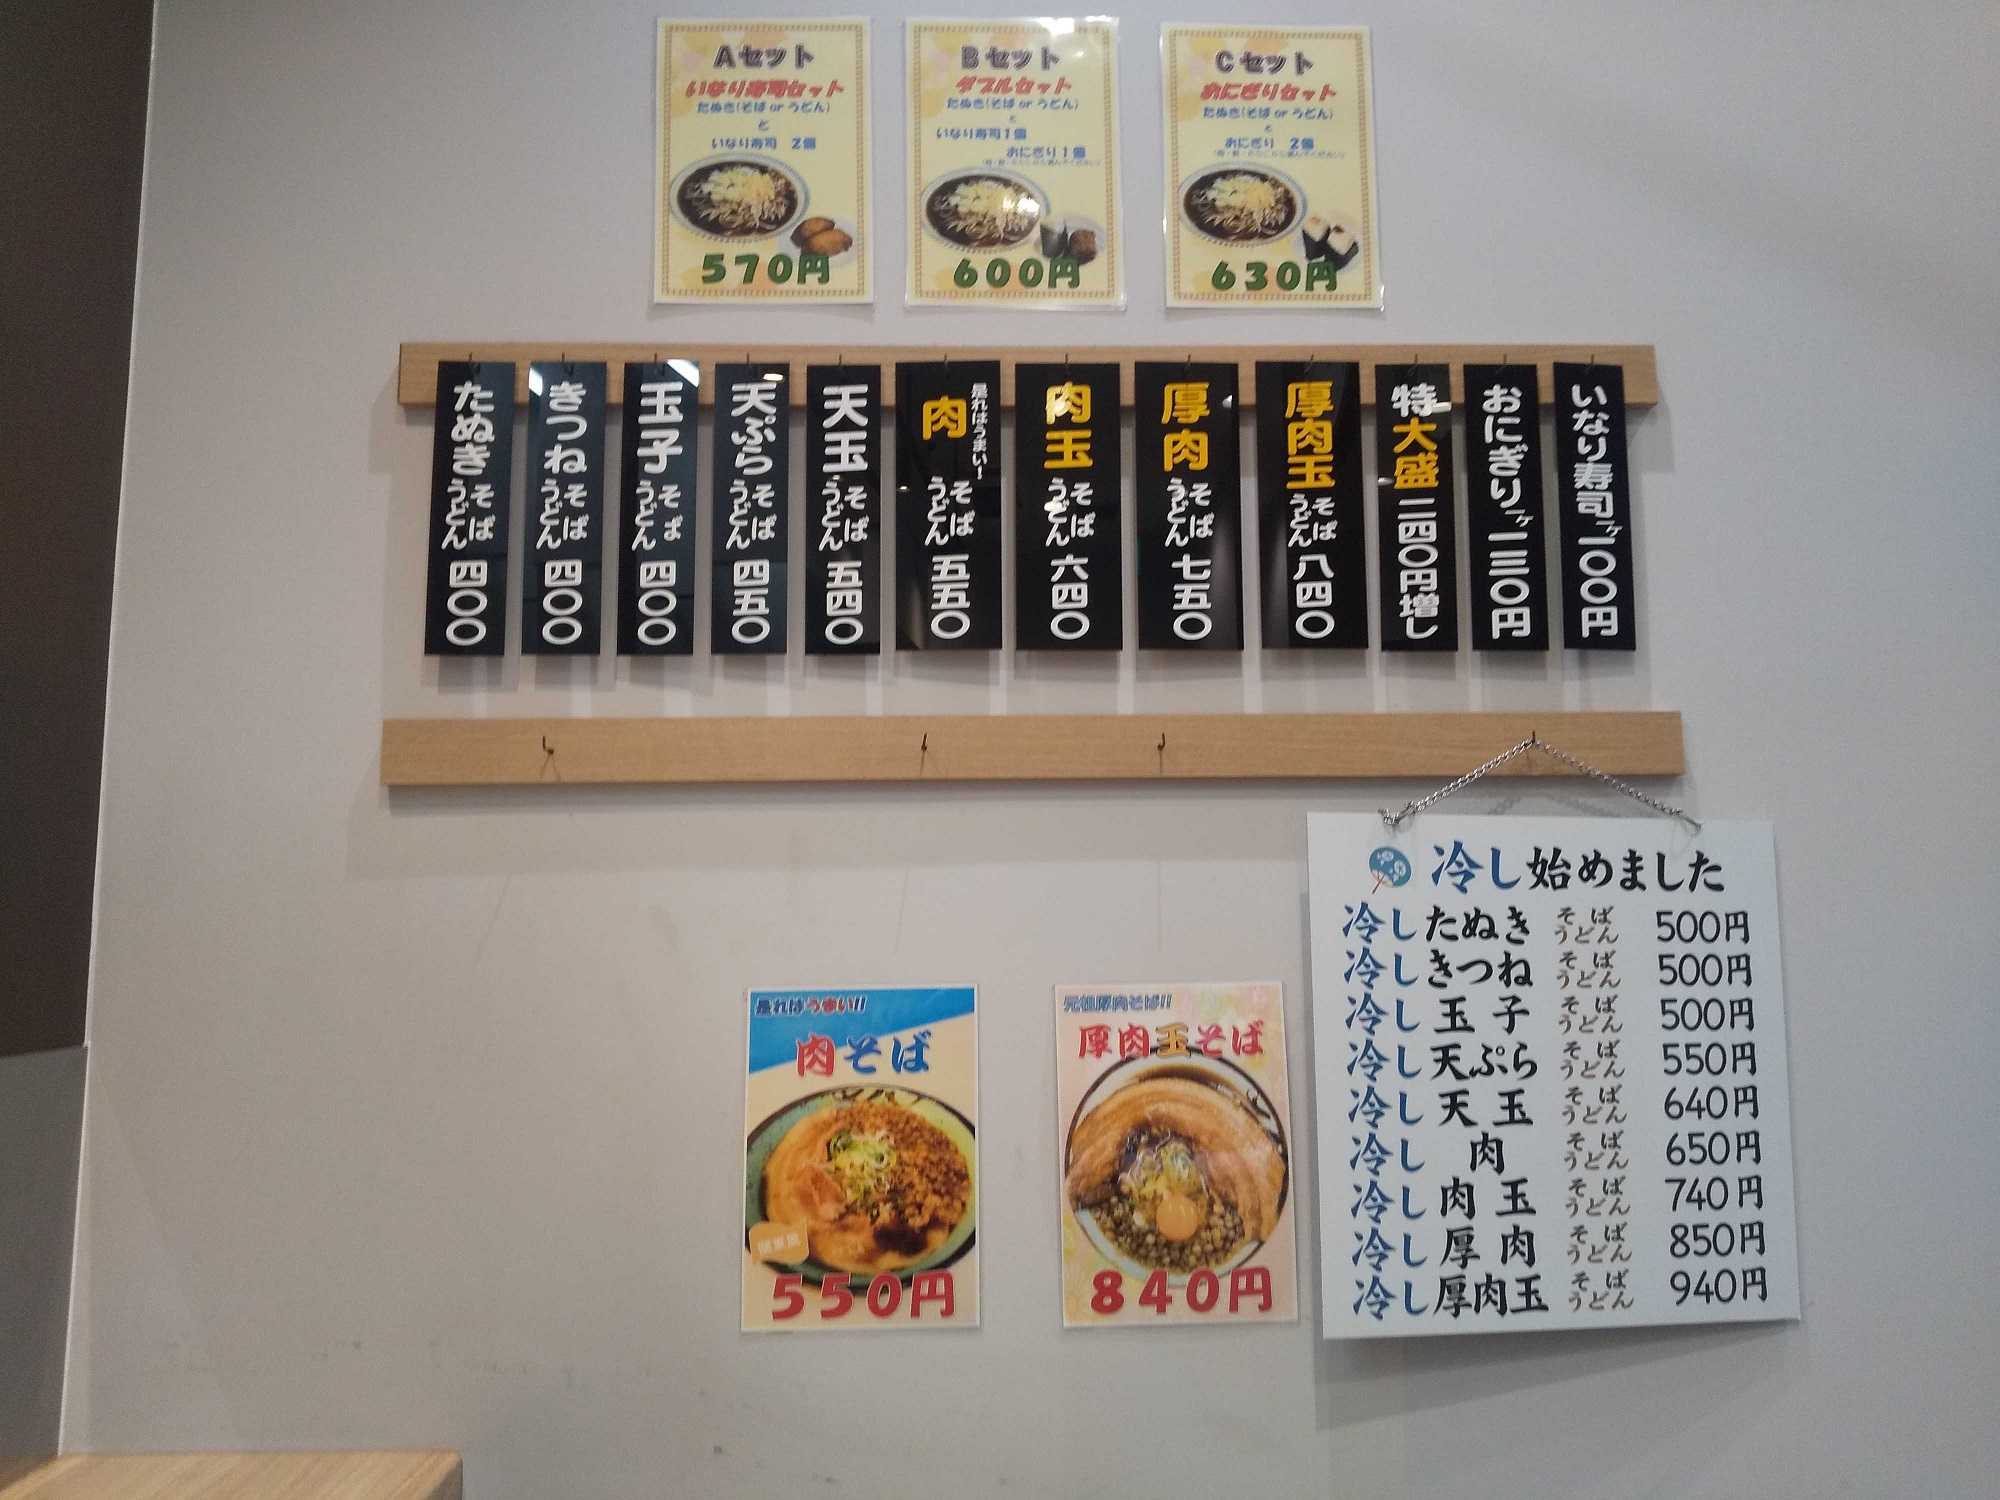 Aセット
いなり寿司セット
たぬき(そば or うどん)
と
いなり寿司 2個
570円
Bセット
ダブルセット
たぬき(そば or うどん)
と
いなり寿司1個
おにぎり1個
600円
Cセット
おにぎりセット
たぬき(そば or うどん)
と
おにぎり 2個
630円
たぬき そば うどん 四〇〇
きつね そば うどん 四〇〇
玉子 そば うどん 四〇〇
天ぷら そば うどん 四五〇
天玉 そば うどん 五四〇
是れはうまい!
肉 そば うどん 五五〇
肉玉 そば うどん 六四〇
厚肉 そば うどん 七五〇
厚肉玉 そば うどん 八四〇
特大盛 二四〇円増し
おにぎり 一ヶ 一三〇円
いなり寿司 一ヶ 一〇〇円
是れはうまい!!
肉そば
550円
元祖厚肉そば!!
厚肉玉そば
840円
冷し始めました
冷したぬき そば うどん 500円
冷しきつね そば うどん 500円
冷し玉子 そば うどん 500円
冷し天ぷら そば うどん 550円
冷し天玉 そば うどん 640円
冷し肉 そば うどん 650円
冷し肉玉 そば うどん 740円
冷し厚肉 そば うどん 850円
冷し厚肉玉 そば うどん 940円